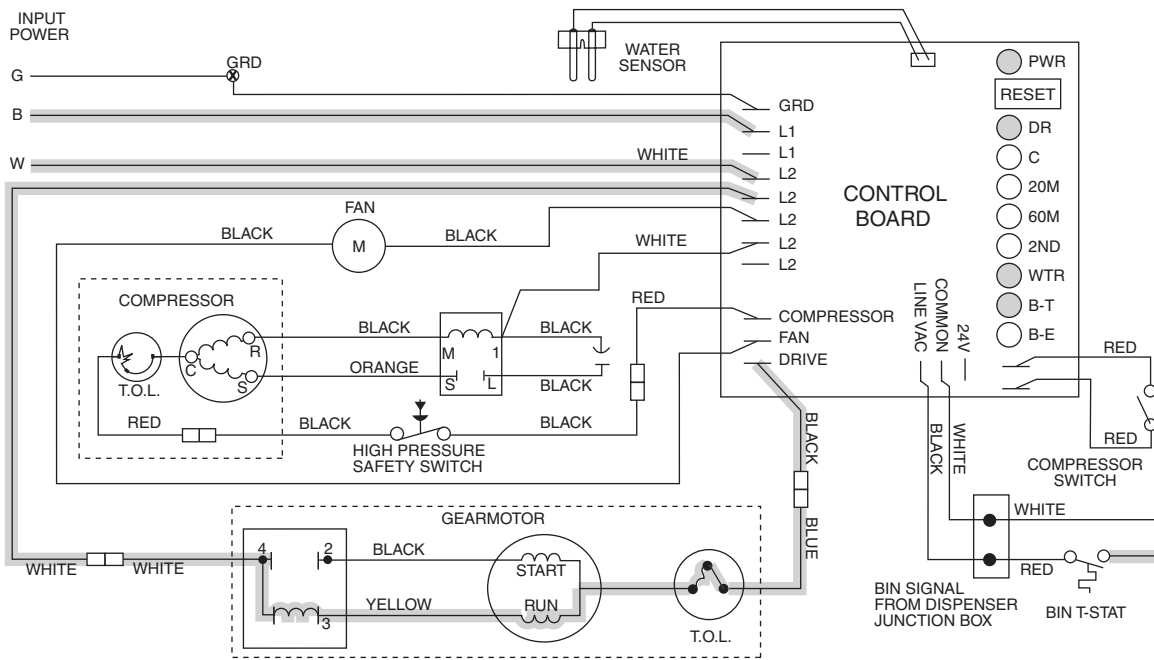 INPUT
POWER
G
GRD
B
W
WHITE
WATER
SENSOR
GRD
L1
L1
L2
L2
L2
L2
L2
CONTROL
BOARD
PWR
RESET
DR
C
20M
60M
2ND
WTR
B-T
B-E
FAN
M
BLACK
BLACK
WHITE
COMPRESSOR
T.O.L.
C
R
S
BLACK
ORANGE
M
1
S
L
BLACK
BLACK
RED
COMPRESSOR
FAN
DRIVE
LINE VAC
COMMON
24V
RED
RED
COMPRESSOR
SWITCH
RED
BLACK
BLACK
HIGH PRESSURE
SAFETY SWITCH
BLACK
BLUE
BLACK
WHITE
WHITE
RED
BIN SIGNAL
FROM DISPENSER
JUNCTION BOX
BIN T-STAT
GEARMOTOR
WHITE
WHITE
4
2
3
BLACK
YELLOW
START
RUN
T.O.L.